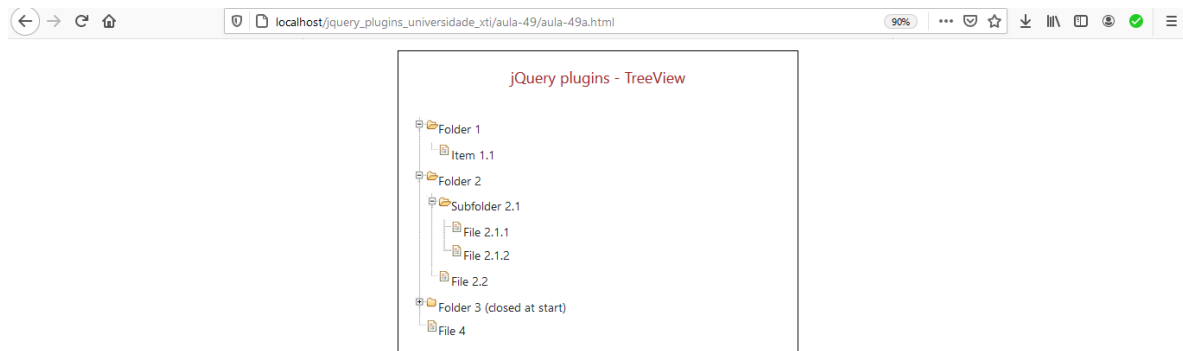 localhost/jquery_plugins_universidade_xti/aula-49/aula-49a.html
90%
jQuery plugins - TreeView
Folder 1
Item 1.1
Folder 2
Subfolder 2.1
File 2.1.1
File 2.1.2
File 2.2
Folder 3 (closed at start)
File 4